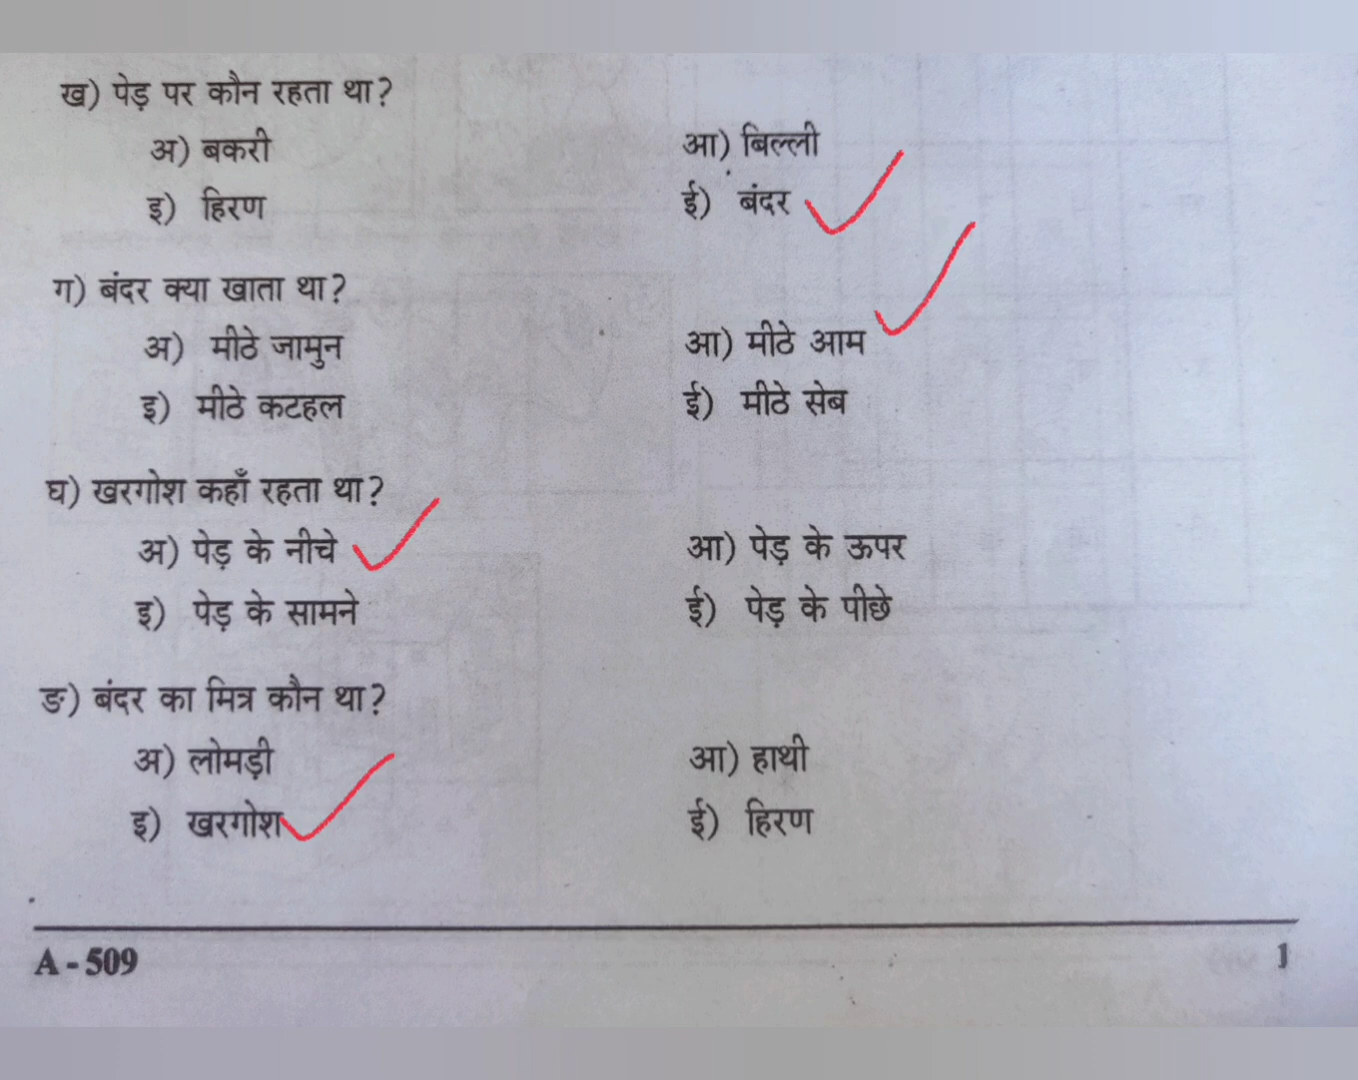 ख) पेड़ पर कौन रहता था?
अ) बकरी आ) बिल्ली
इ) हिरण ई) बंदर
ग) बंदर क्या खाता था?
अ) मीठे जामुन आ) मीठे आम
इ) मीठे कटहल ई) मीठे सेब
घ) खरगोश कहाँ रहता था?
अ) पेड़ के नीचे आ) पेड़ के ऊपर
इ) पेड़ के सामने ई) पेड़ के पीछे
ङ) बंदर का मित्र कौन था?
अ) लोमड़ी आ) हाथी
इ) खरगोश ई) हिरण
A - 509 1